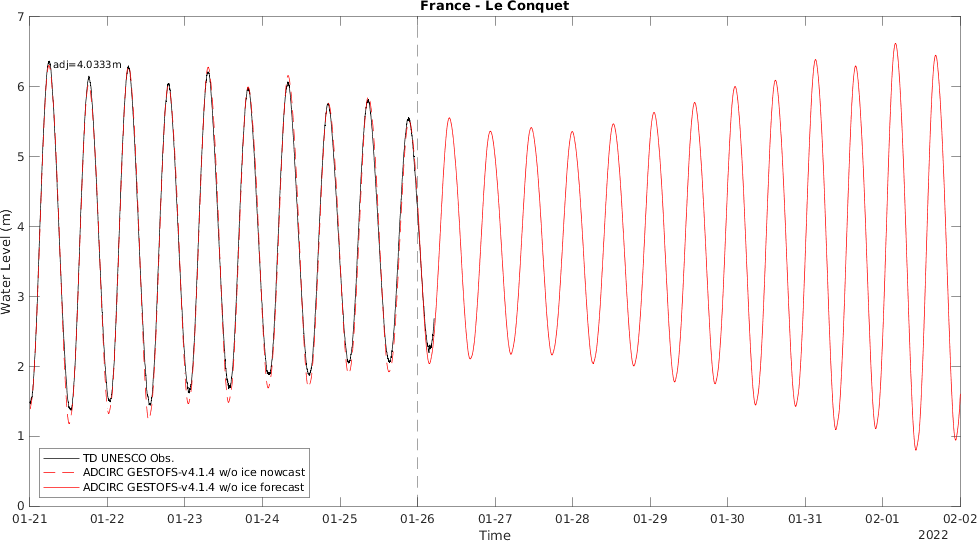 France - Le Conquet
7
adj=4.0333m
6
5
4
3
2
1
0
Water Level (m)
TD UNESCO Obs.
ADCIRC GESTOFS-v4.1.4 w/o ice nowcast
ADCIRC GESTOFS-v4.1.4 w/o ice forecast
01-21 01-22 01-23 01-24 01-25 01-26 01-27 01-28 01-29 01-30 01-31 02-01 02-02
Time
2022